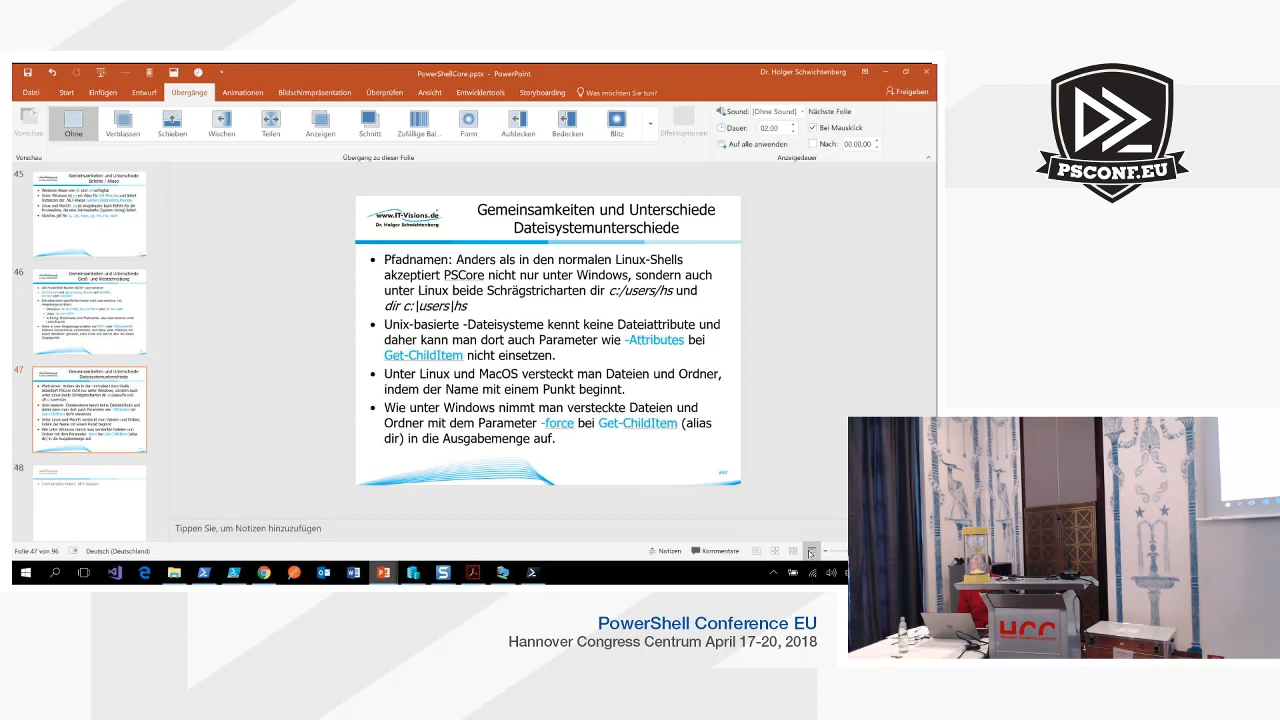 PowerShellCore.pptx - PowerPoint
Dr. Holger Schwichtenberg
Datei Start Einfügen Entwurf Übergänge Animationen Bildschirmpräsentation Überprüfen Ansicht Entwicklertools Storyboarding Was möchten Sie tun? Freigeben
Vorschau Ohne Verblassen Schieben Wischen Teilen Anzeigen Schnitt Zufällige Bal... Form Aufdecken Bedecken Blitz Effektoptionen
Sound: [Ohne Sound] Nächste Folie
Dauer: 02,00 Bei Mausklick
Auf alle anwenden Nach: 00:00,00
Vorschau Übergang zu dieser Folie Anzeigedauer
45
46
47
48
www.IT-Visions.de
Dr. Holger Schwichtenberg
Gemeinsamkeiten und Unterschiede
Dateisystemunterschiede
• Pfadnamen: Anders als in den normalen Linux-Shells
akzeptiert PSCore nicht nur unter Windows, sondern auch
unter Linux beide Schrägstricharten dir c:/users/hs und
dir c:\users\hs
• Unix-basierte -Dateisysteme kennt keine Dateiattribute und
daher kann man dort auch Parameter wie -Attributes bei
Get-ChildItem nicht einsetzen.
• Unter Linux und MacOS versteckt man Dateien und Ordner,
indem der Name mit einem Punkt beginnt.
• Wie unter Windows nimmt man versteckte Dateien und
Ordner mit dem Parameter -force bei Get-ChildItem (alias
dir) in die Ausgabemenge auf.
#47
Tippen Sie, um Notizen hinzuzufügen
Folie 47 von 96 Deutsch (Deutschland) Notizen Kommentare
PSCONF.EU
HCC
PowerShell Conference EU
Hannover Congress Centrum April 17-20, 2018